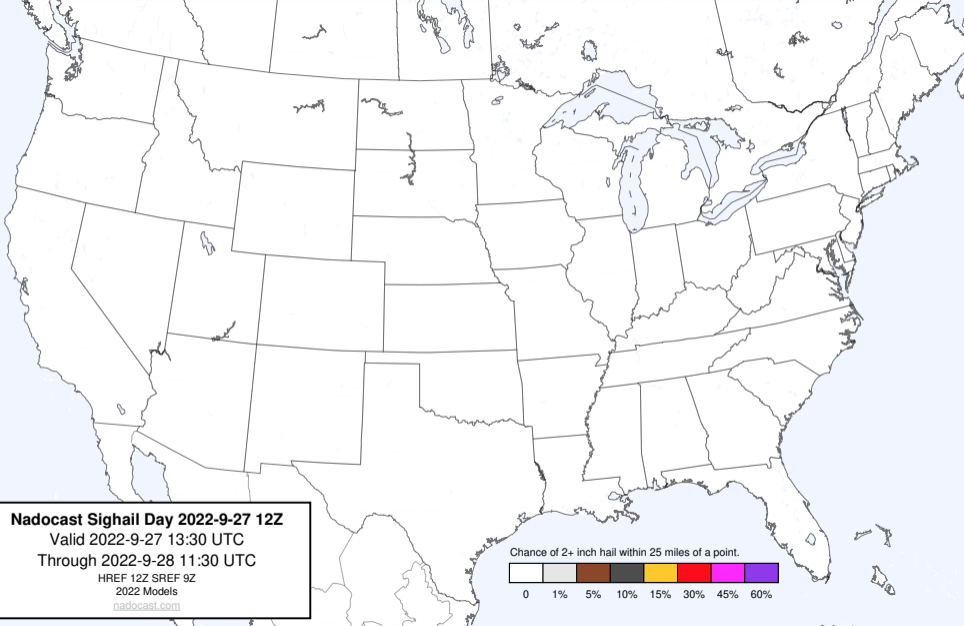 Nadocast Sighail Day 2022-9-27 12Z
Valid 2022-9-27 13:30 UTC
Through 2022-9-28 11:30 UTC
HREF 12Z SREF 9Z
2022 Models
nadocast.com
Chance of 2+ inch hail within 25 miles of a point.
0 1% 5% 10% 15% 30% 45% 60%